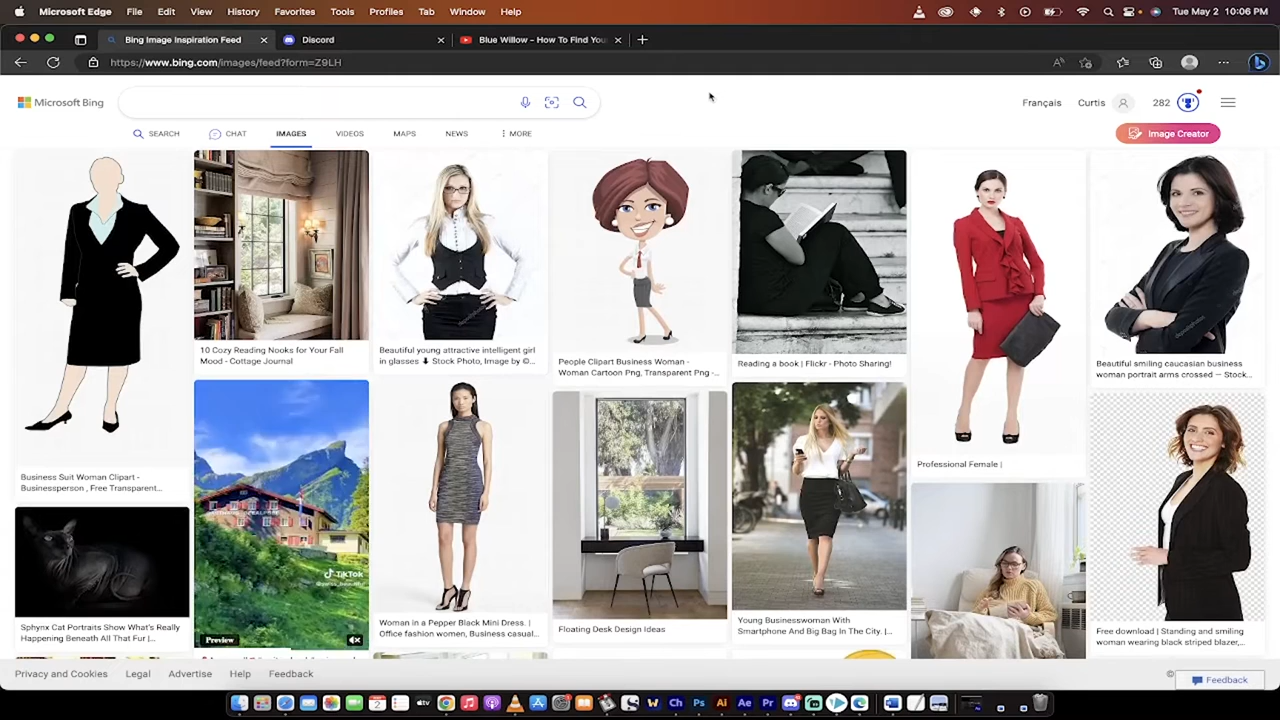 Microsoft Edge File Edit View History Favorites Tools Profiles Tab Window Help Tue May 2 10:06 PM
Bing Image Inspiration Feed Discord Blue Willow - How To Find You
https://www.bing.com/images/feed?form=Z9LH
Microsoft Bing Français Curtis 282
SEARCH CHAT IMAGES VIDEOS MAPS NEWS MORE Image Creator
10 Cozy Reading Nooks for Your Fall
Mood - Cottage Journal
Beautiful young attractive intelligent girl
in glasses ⬇ Stock Photo, Image by ©...
People Clipart Business Woman -
Woman Cartoon Png, Transparent Png -...
Reading a book | Flickr - Photo Sharing!
Beautiful smiling caucasian business
woman portrait arms crossed — Stock...
Professional Female |
Business Suit Woman Clipart -
Businessperson , Free Transparent...
TikTok
Preview
Sphynx Cat Portraits Show What's Really
Happening Beneath All That Fur |...
Woman in a Pepper Black Mini Dress. |
Office fashion women, Business casual...
Floating Desk Design Ideas
Young Businesswoman With
Smartphone And Big Bag In The City. |...
Free download | Standing and smiling
woman wearing black striped blazer,...
Privacy and Cookies Legal Advertise Help Feedback © Feedback